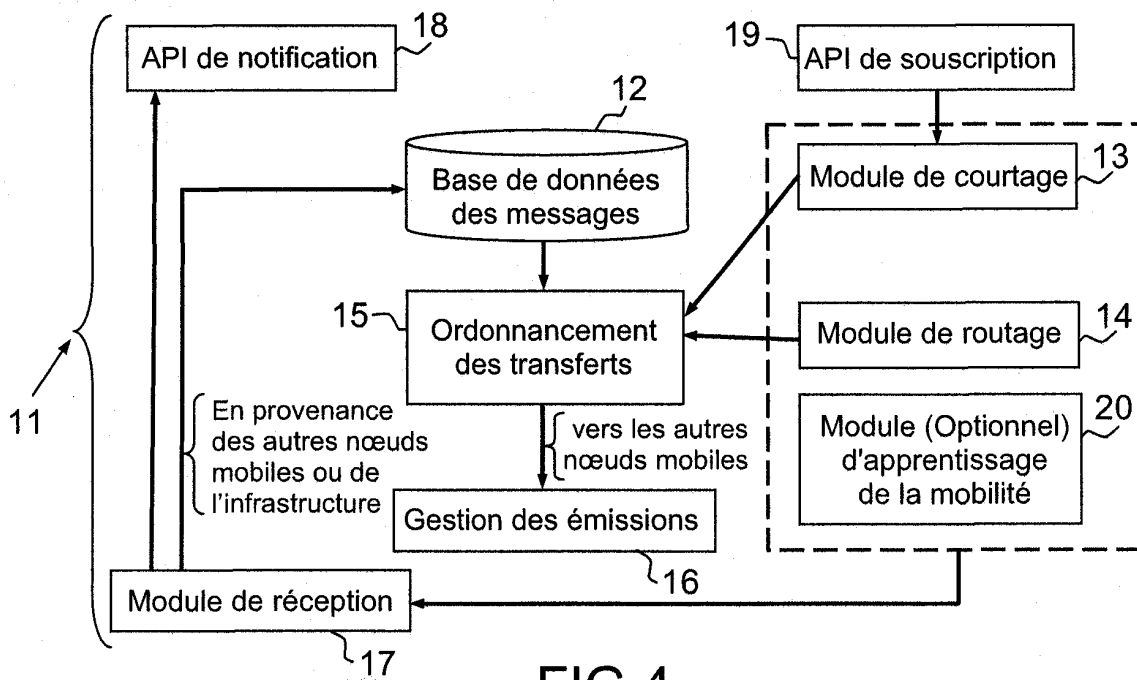 API de notification
18
19
API de souscription
12
Base de données
des messages
Module de courtage
13
15
Ordonnancement
des transferts
Module de routage
14
11
En provenance
des autres nœuds
mobiles ou de
l'infrastructure
vers les autres
nœuds mobiles
20
Module (Optionnel)
d'apprentissage
de la mobilité
Gestion des émissions
16
Module de réception
17
FIG.4